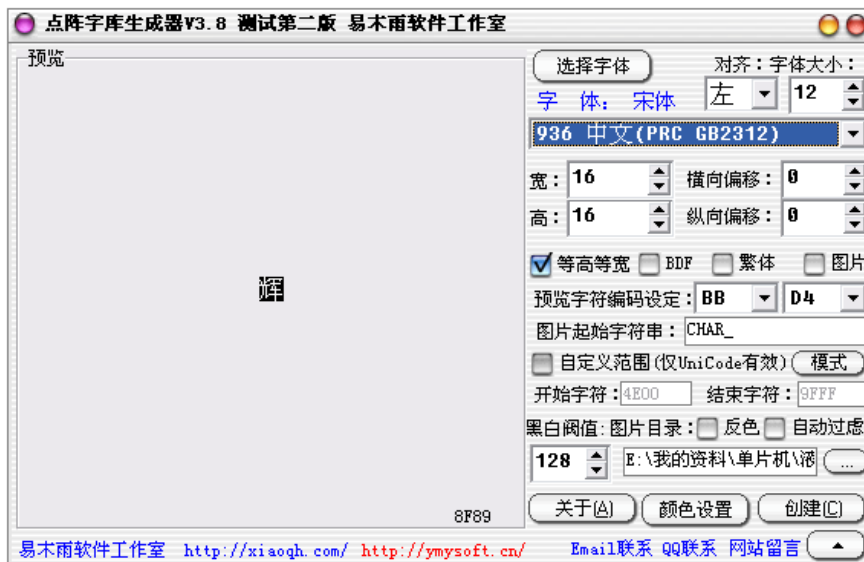 点阵字库生成器V3.8 测试第二版 易木雨软件工作室
预览
选择字体 对齐：字体大小：
字 体： 宋体 左 12
936 中文(PRC GB2312)
宽： 16 横向偏移： 0
高： 16 纵向偏移： 0
等高等宽 BDF 繁体 图片
辉
预览字符编码设定： BB D4
图片起始字符串： CHAR_
自定义范围(仅UniCode有效) 模式
开始字符： 4E00 结束字符： 9FFF
黑白阀值: 图片目录： 反色 自动过虑
128 E:\我的资料\单片机\液 ...
8F89
关于(A) 颜色设置 创建(C)
易木雨软件工作室 http://xiaoqh.com/ http://ymysoft.cn/ Email联系 QQ联系 网站留言